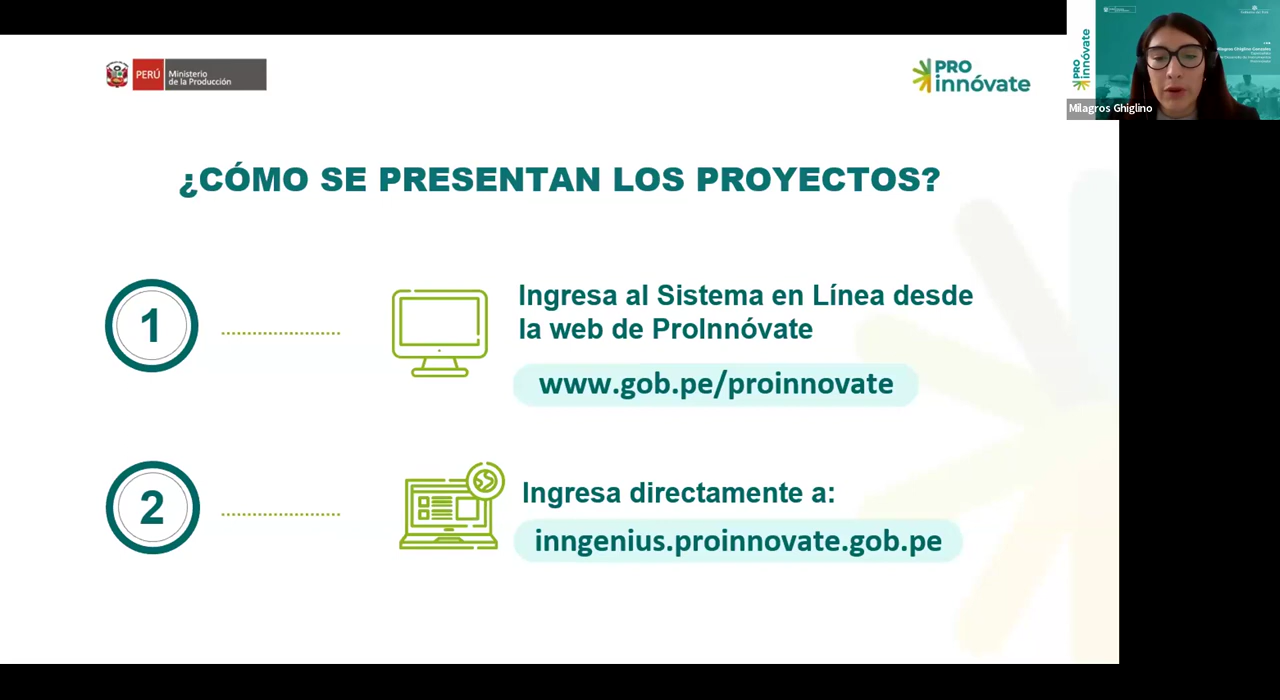 PERÚ
Ministerio
de la Producción
PRO
innóvate
PRO
innóvate
Milagros Ghiglino
¿CÓMO SE PRESENTAN LOS PROYECTOS?
1
Ingresa al Sistema en Línea desde
la web de ProInnóvate
www.gob.pe/proinnovate
2
Ingresa directamente a:
inngenius.proinnovate.gob.pe